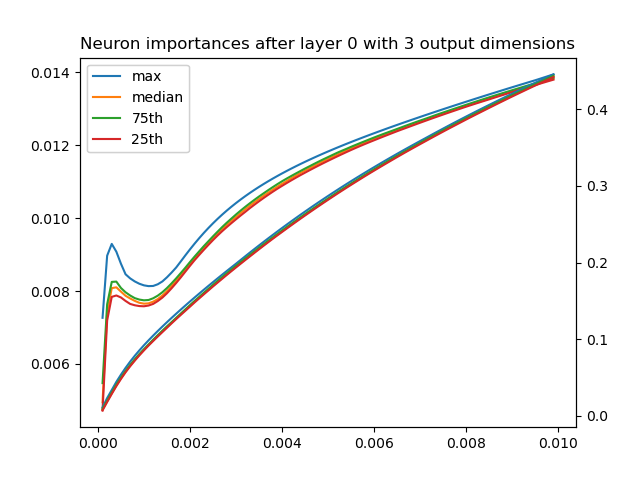 Neuron importances after layer 0 with 3 output dimensions
max
median
75th
25th
0.014
0.012
0.010
0.008
0.006
0.4
0.3
0.2
0.1
0.0
0.000 0.002 0.004 0.006 0.008 0.010